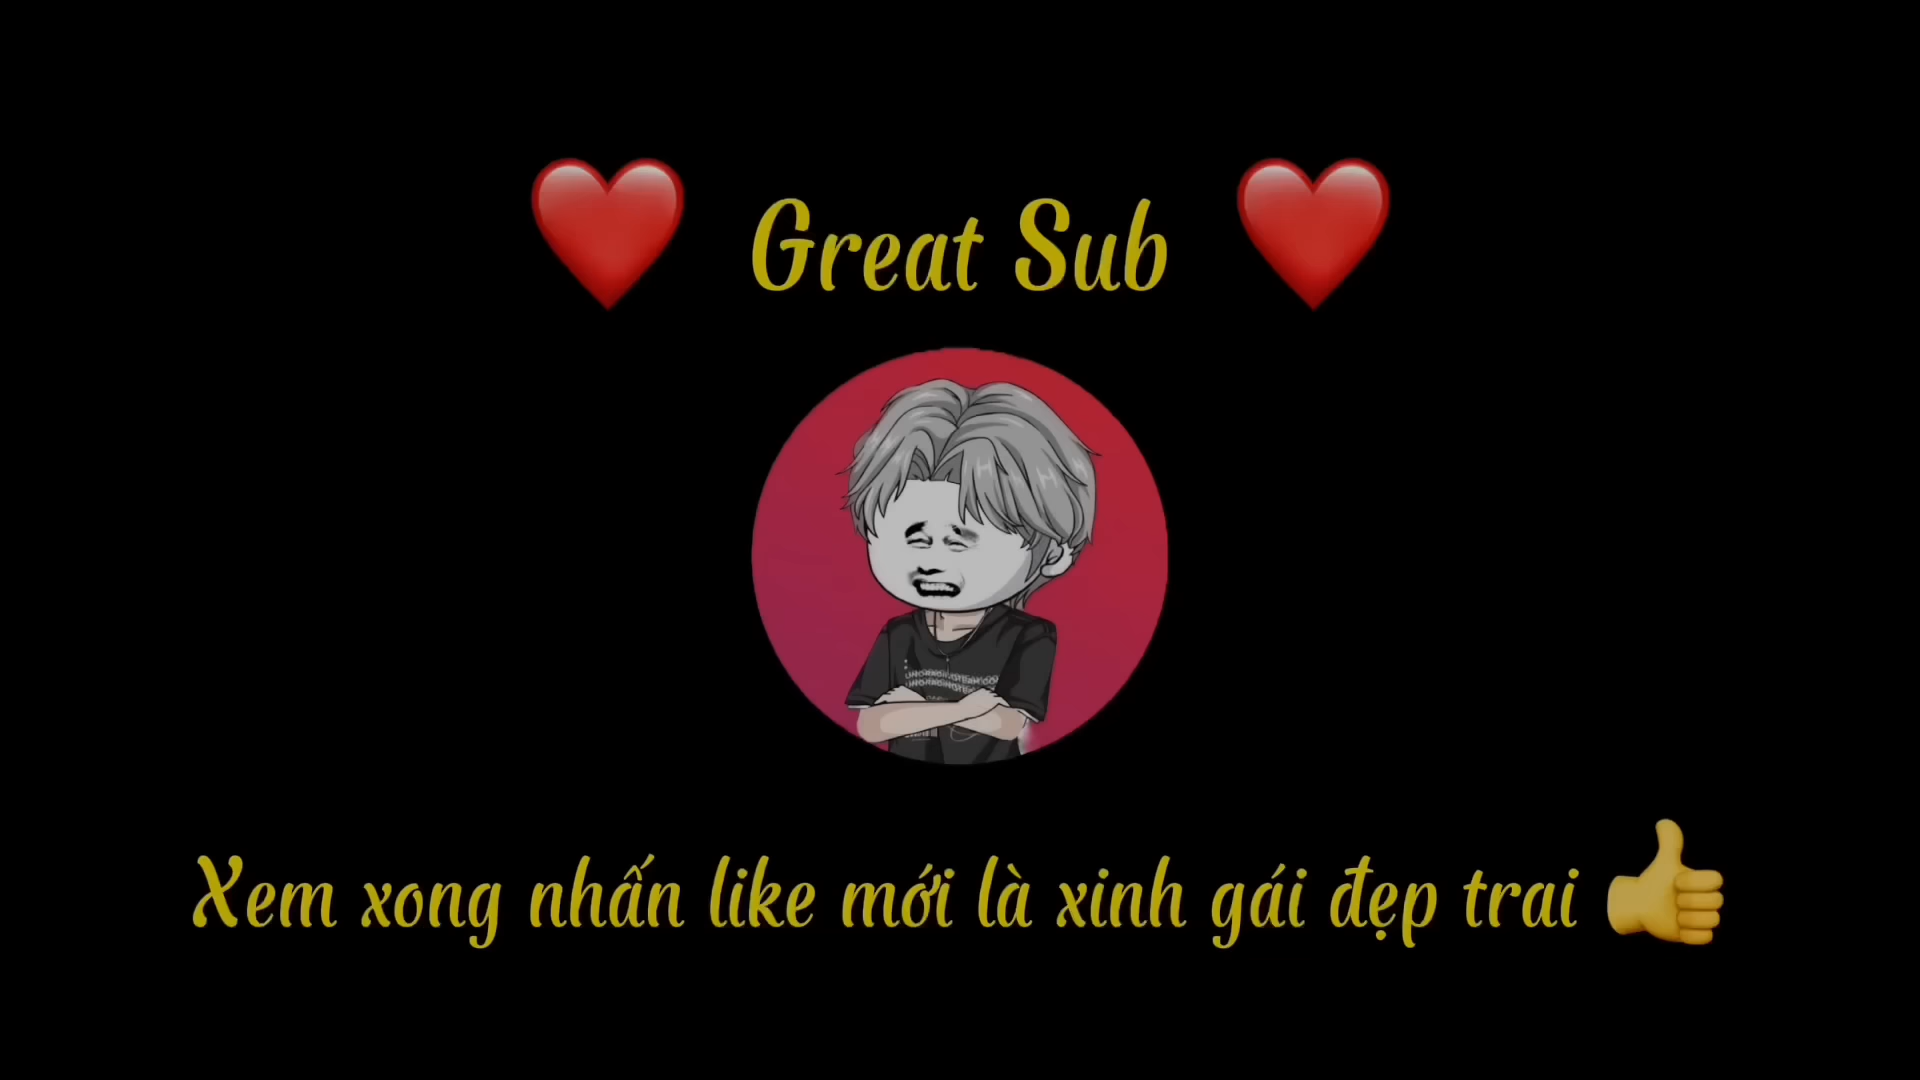 Great Sub
Xem xong nhấn like mới là xinh gái đẹp trai